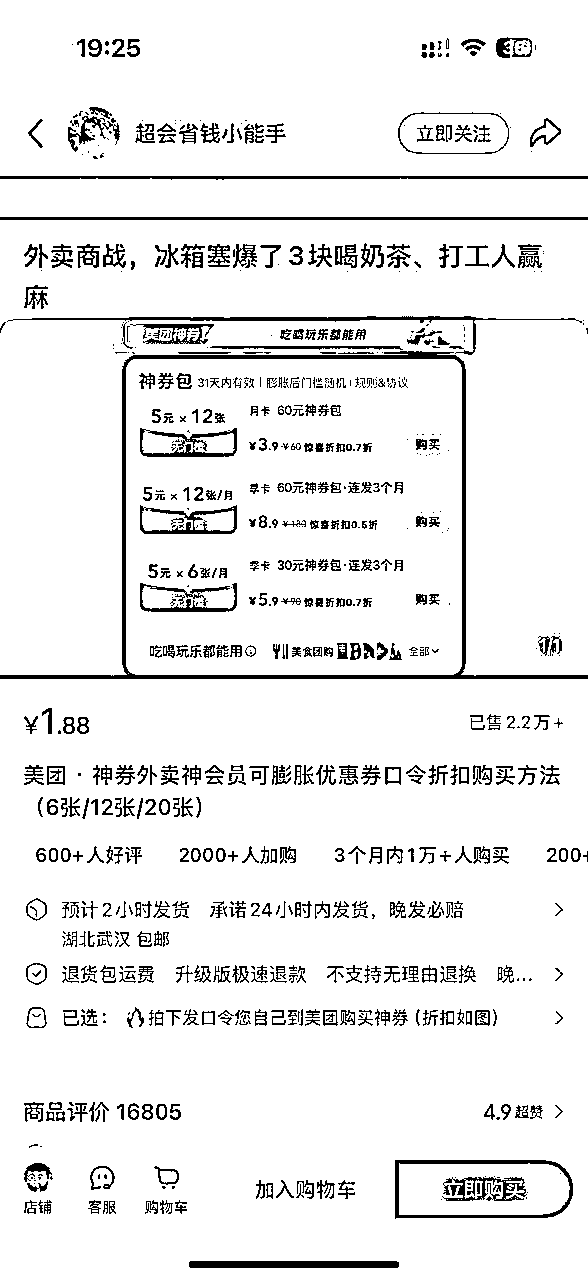 19:25
超会省钱小能手
立即关注
外卖商战，冰箱塞爆了3块喝奶茶、打工人赢
麻
美团神券
吃喝玩乐都能用
神券包 31天内有效 | 膨胀后门槛随机 | 规则&协议
5元×12张
月卡 60元神券包
无门槛
¥3.9 ¥60 惊喜折扣0.7折
购买
5元×12张/月
季卡 60元神券包·连发3个月
无门槛
¥8.9 ¥180 惊喜折扣0.5折
购买
5元×6张/月
季卡 30元神券包·连发3个月
无门槛
¥5.9 ¥90 惊喜折扣0.7折
购买
吃喝玩乐都能用
美食团购
全部
¥1.88
已售2.2万+
美团·神券外卖神会员可膨胀优惠券口令折扣购买方法
（6张/12张/20张）
600+人好评 2000+人加购 3个月内1万+人购买 200+
预计2小时发货 承诺24小时内发货，晚发必赔
湖北武汉 包邮
退货包运费 升级版极速退款 不支持无理由退换 晚...
已选： 拍下发口令您自己到美团购买神券（折扣如图）
商品评价 16805
4.9超赞
店铺
客服
购物车
加入购物车
立即购买